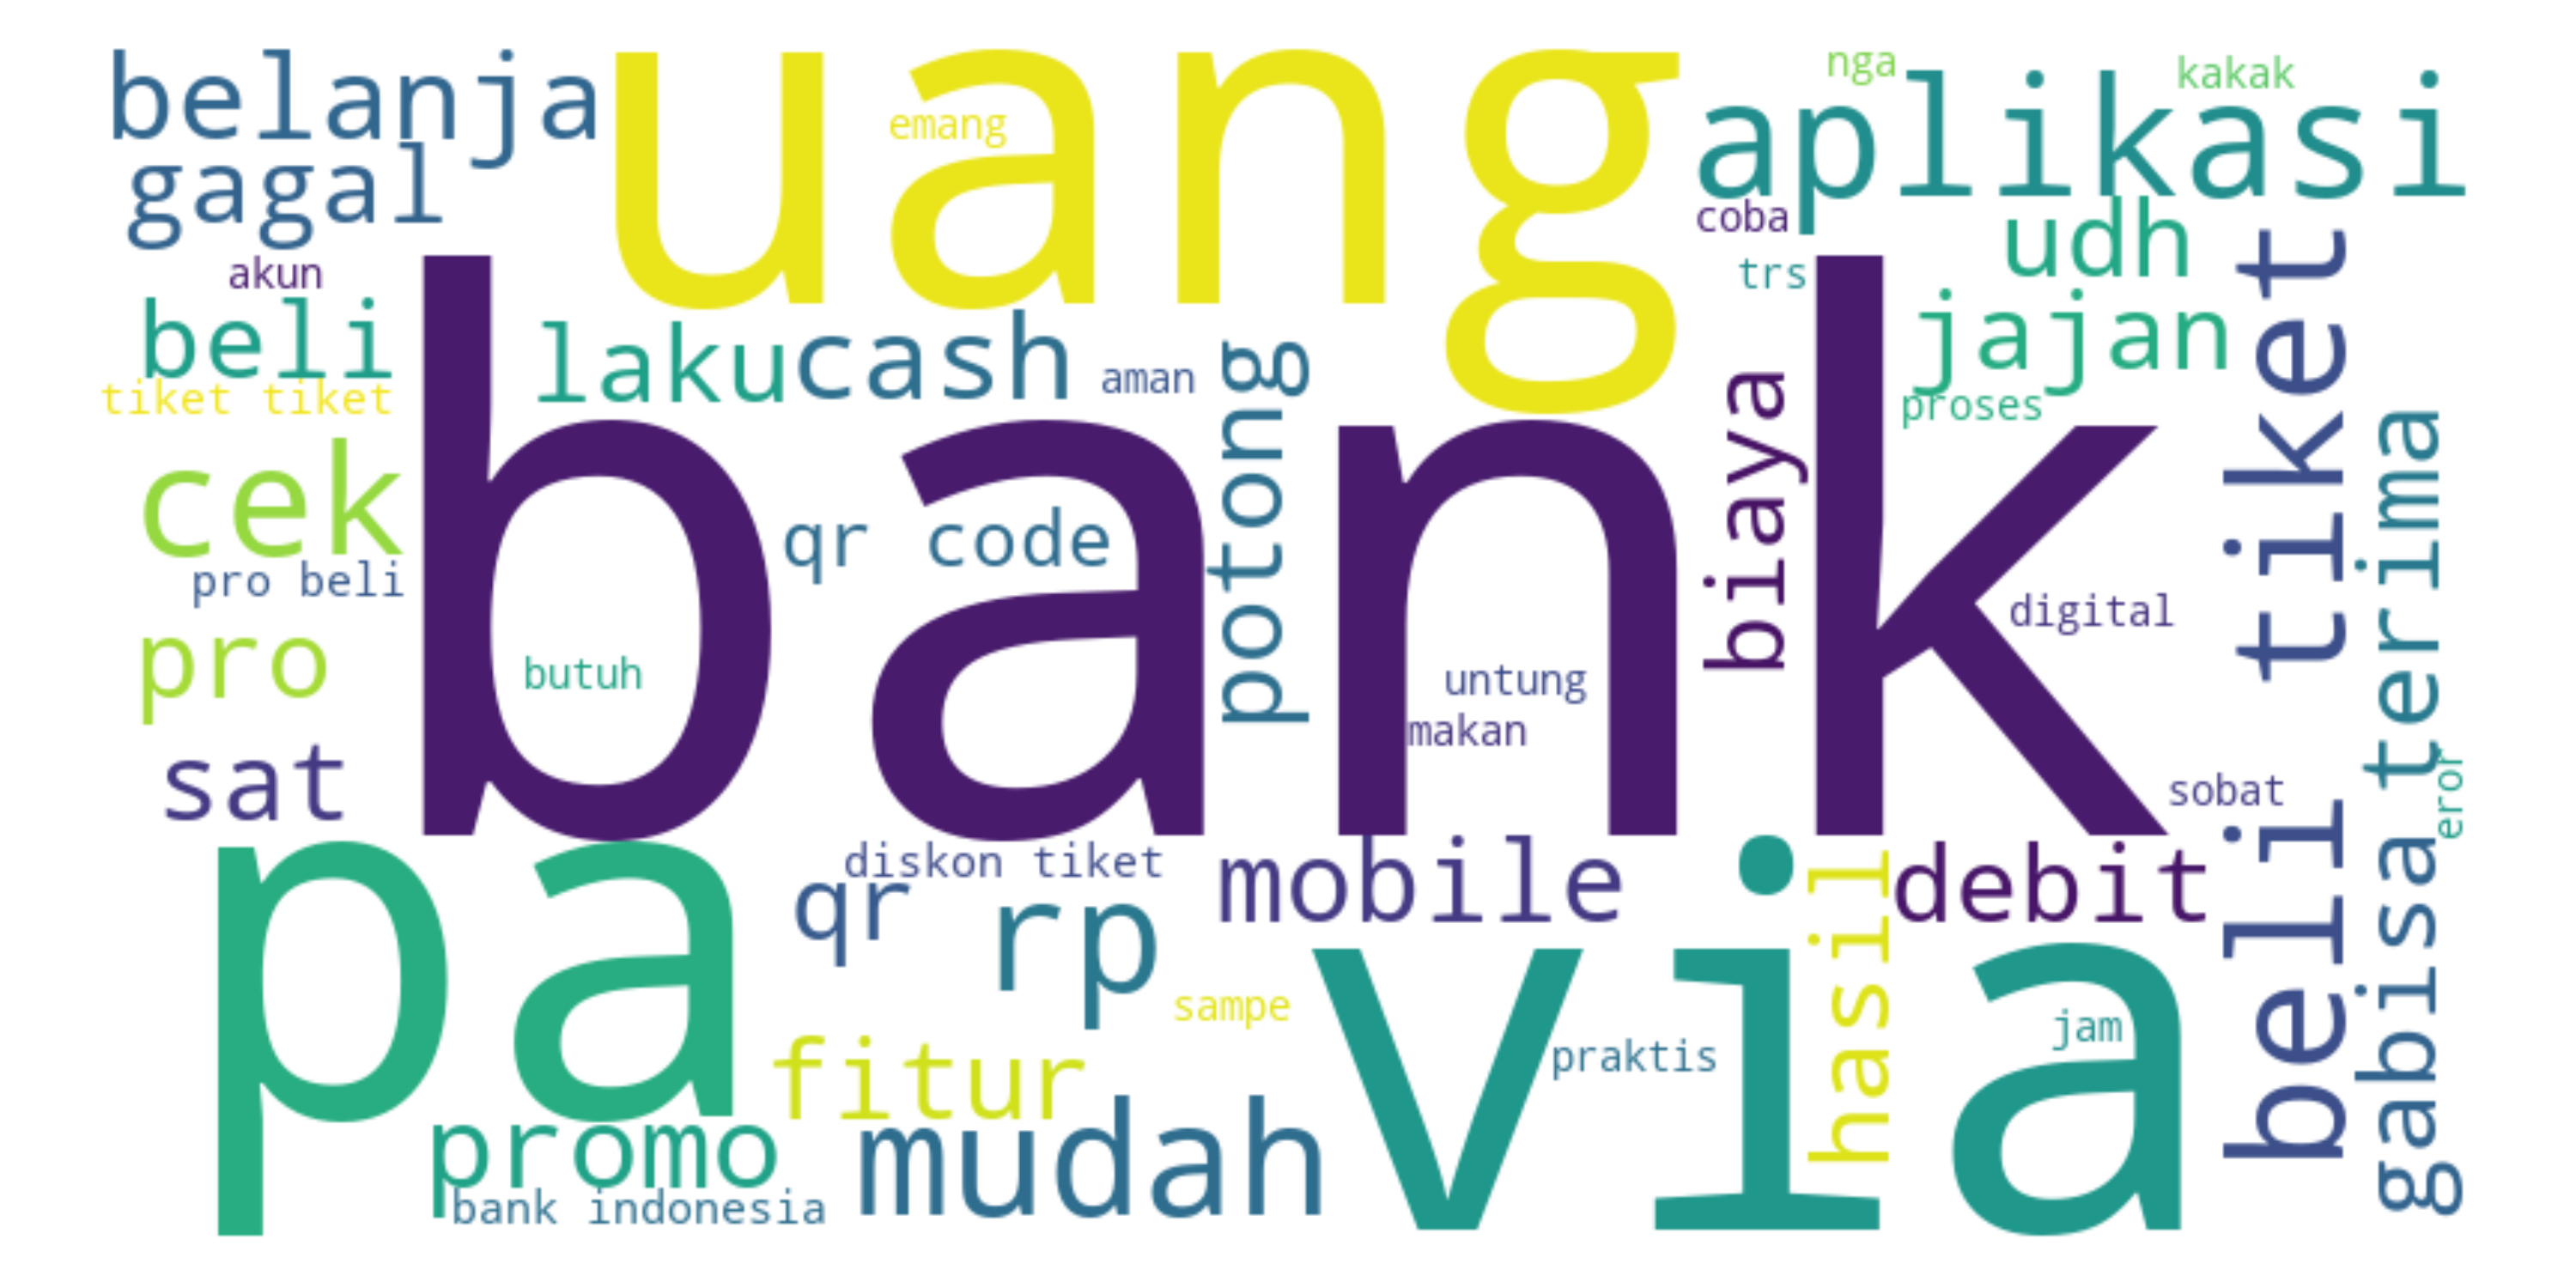 belanja
uang
emang
nga
kakak
aplikasi
gagal
coba
udh
akun
trs
beli
laku
cash
aman
jajan
tiket tiket
proses
potong
biaya
beli tiket
terima
cek
qr code
pro beli
digital
bank
pro
butuh
untung
makan
sat
sobat
eror
pa
diskon tiket
mobile
debit
qr
rp
hasil
gabisa
sampe
via
jam
fitur
praktis
promo
mudah
bank indonesia